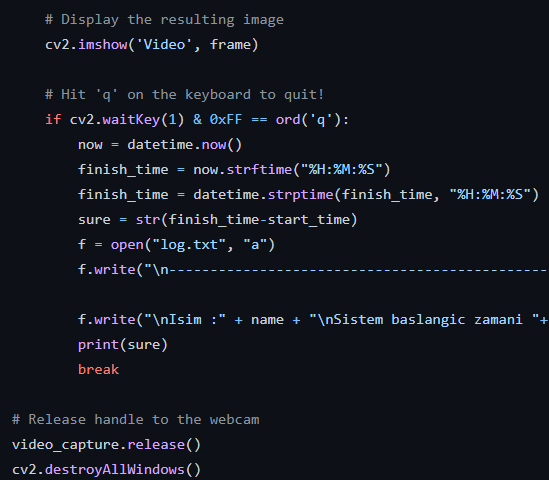 # Display the resulting image
cv2.imshow('Video', frame)
# Hit 'q' on the keyboard to quit!
if cv2.waitKey(1) & 0xFF == ord('q'):
now = datetime.now()
finish_time = now.strftime("%H:%M:%S")
finish_time = datetime.strptime(finish_time, "%H:%M:%S")
sure = str(finish_time-start_time)
f = open("log.txt", "a")
f.write("\n----------------------------------------------
f.write("\nIsim :" + name + "\nSistem baslangic zamani "+
print(sure)
break
# Release handle to the webcam
video_capture.release()
cv2.destroyAllWindows()